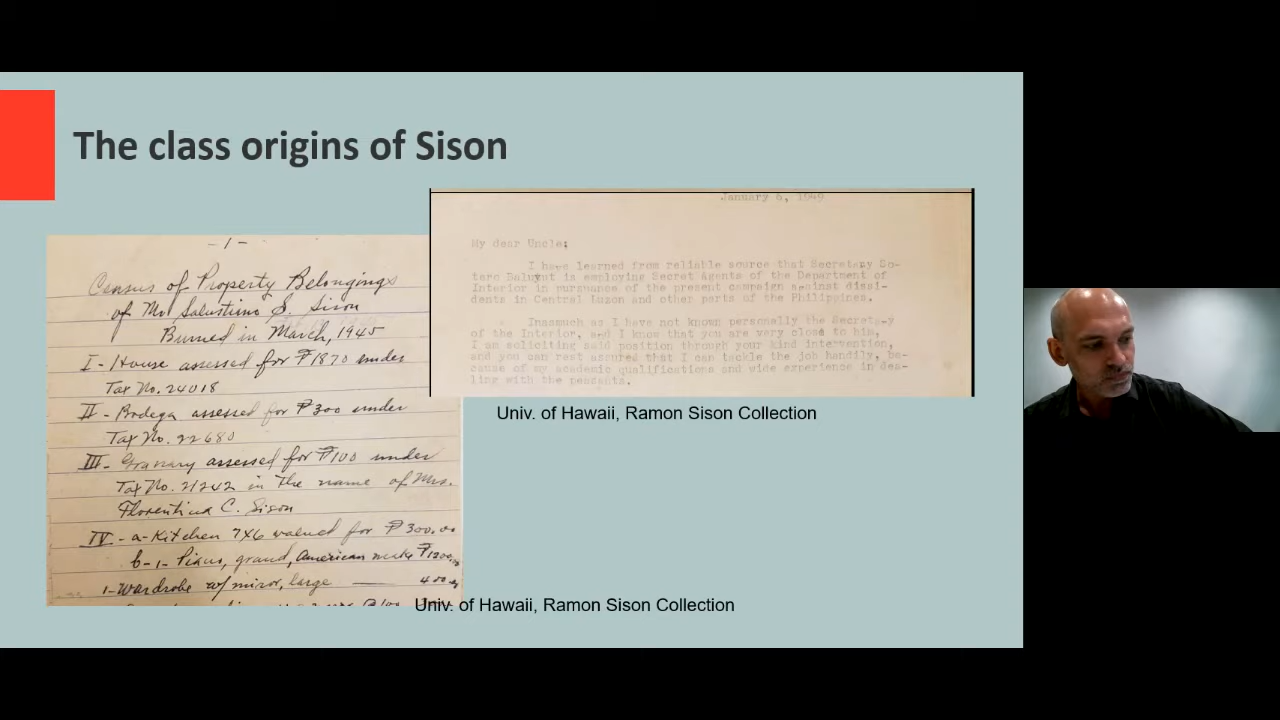 The class origins of Sison
-1-
Census of Property Belongings
of Mr Salustino S. Sison
Burned in March, 1945
I - House assessed for ₱1870 under
Tax No. 24018
II - Bodega assessed for ₱300 under
Tax No. 22680
III - Granary assessed for ₱100 under
Tax No. 21242 in the name of Mrs.
Florentina C. Sison
IV - a-Kitchen 7X6 valued for ₱300.00
b-1- Piano, grand, American make ₱1200.00
1-Wardrobe w/ mirror, large
January 6, 1949
My dear Uncle:
I have learned from reliable source that Secretary So-
tero Baluyut is employing Secret Agents of the Department of
Interior in pursuance of the present campaign against dissi-
dents in Central Luzon and other parts of the Philippines.
Inasmuch as I have not known personally the Secretary
of the Interior, and I know that you are very close to him,
I am soliciting said position through your kind intervention,
and you can rest assured that I can tackle the job handily, be-
cause of my academic qualifications and wide experience in dea-
ling with the peasants.
Univ. of Hawaii, Ramon Sison Collection
Univ. of Hawaii, Ramon Sison Collection